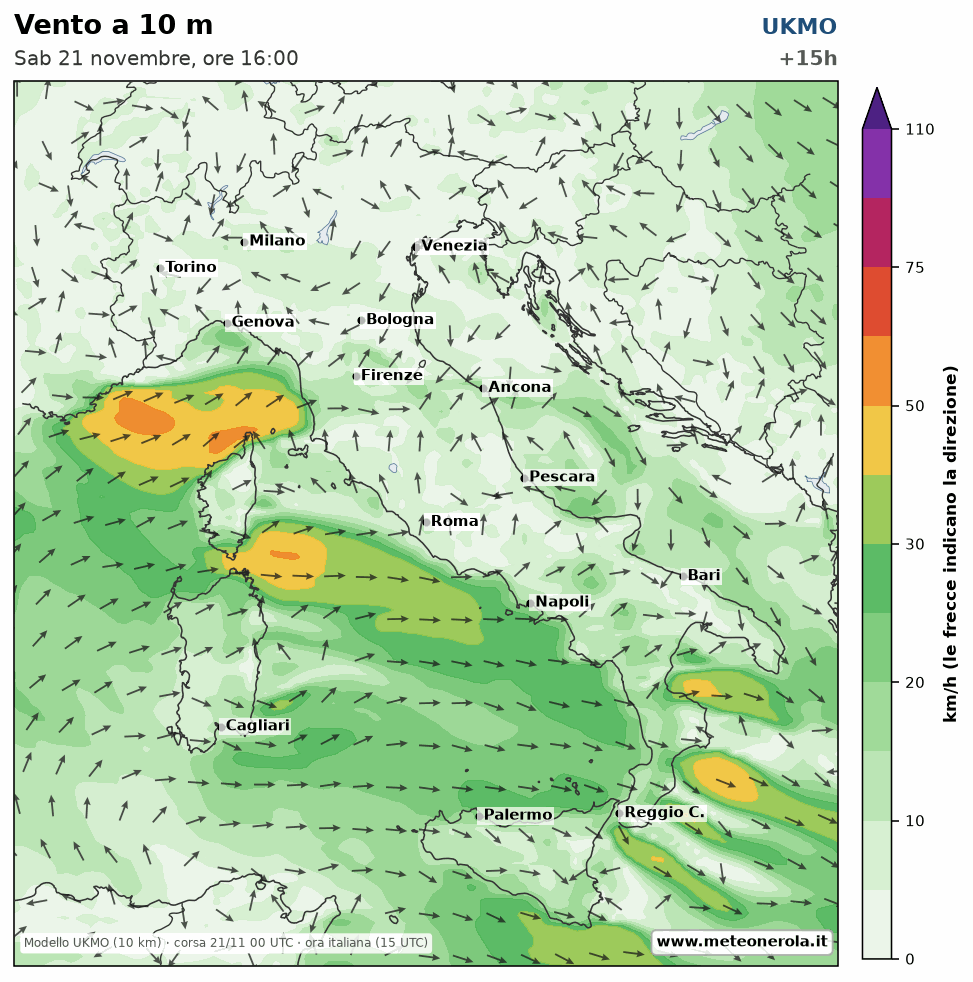 Vento a 10 m
UKMO
Sab 21 novembre, ore 16:00
+15h
Milano
Venezia
Torino
Genova
Bologna
Firenze
Ancona
Pescara
Roma
Bari
Napoli
Cagliari
Palermo
Reggio C.
Modello UKMO (10 km) · corsa 21/11 00 UTC · ora italiana (15 UTC)
www.meteonerola.it
110
75
50
30
20
10
0
km/h (le frecce indicano la direzione)